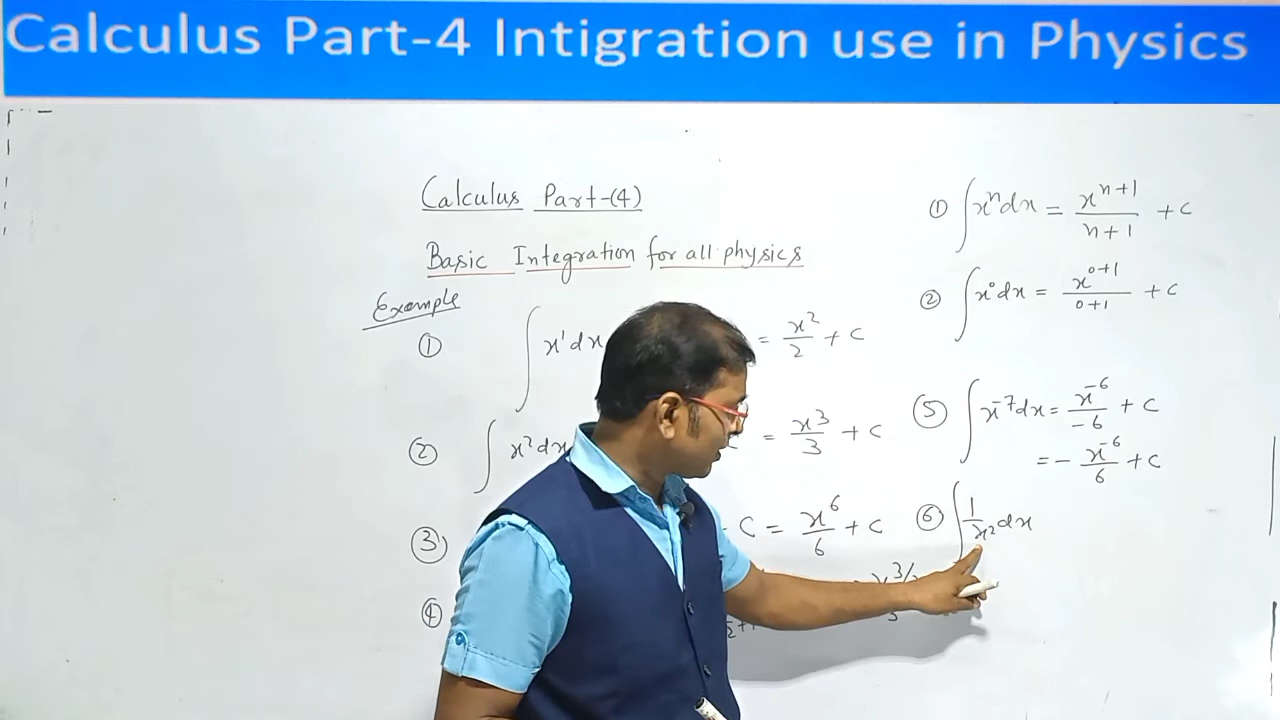 Calculus Part-4 Intigration use in Physics
Calculus Part-(4)
Basic Integration for all physics
Example
① ∫ x¹dx = x²/2 + C
② ∫ x²dx = x³/3 + C
③ C = x⁶/6 + C
④
① ∫xⁿdx = xⁿ⁺¹/n+1 + C
② ∫x⁰dx = x⁰⁺¹/0+1 + C
⑤ ∫x⁻⁷dx = x⁻⁶/-6 + C
= - x⁻⁶/6 + C
⑥ ∫1/x² dx